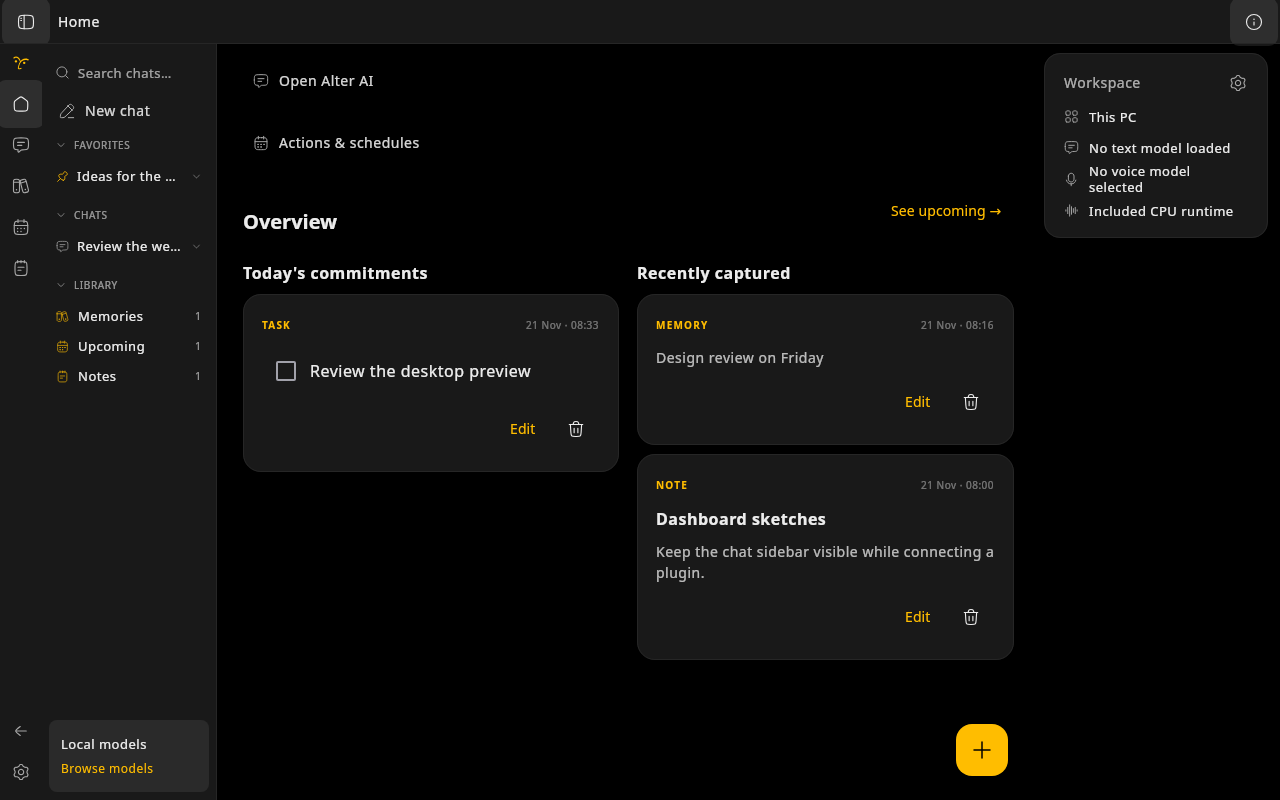 Home
Search chats...
New chat
FAVORITES
Ideas for the ...
CHATS
Review the we...
LIBRARY
Memories 1
Upcoming 1
Notes 1
Local models
Browse models
Open Alter AI
Actions & schedules
Overview
See upcoming →
Today's commitments
TASK 21 Nov · 08:33
Review the desktop preview
Edit
Recently captured
MEMORY 21 Nov · 08:16
Design review on Friday
Edit
NOTE 21 Nov · 08:00
Dashboard sketches
Keep the chat sidebar visible while connecting a
plugin.
Edit
Workspace
This PC
No text model loaded
No voice model
selected
Included CPU runtime